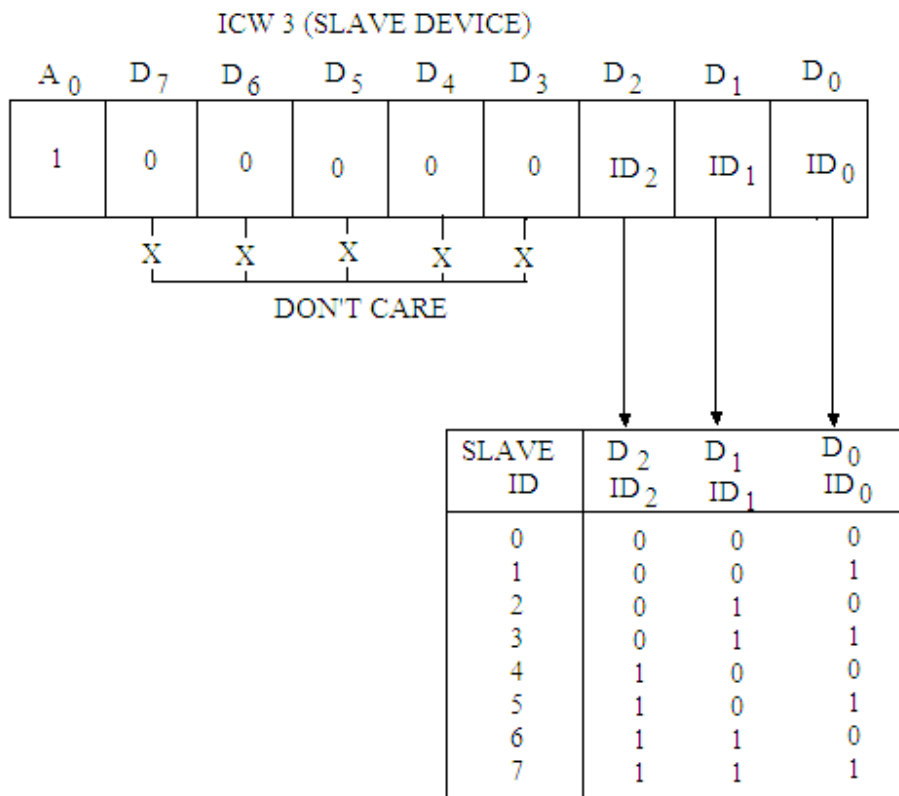 ICW 3 (SLAVE DEVICE)
A0 D7 D6 D5 D4 D3 D2 D1 D0
1 0 0 0 0 0 ID2 ID1 ID0
X X X X X
DON'T CARE
SLAVE D2 D1 D0
ID ID2 ID1 ID0
0 0 0 0
1 0 0 1
2 0 1 0
3 0 1 1
4 1 0 0
5 1 0 1
6 1 1 0
7 1 1 1